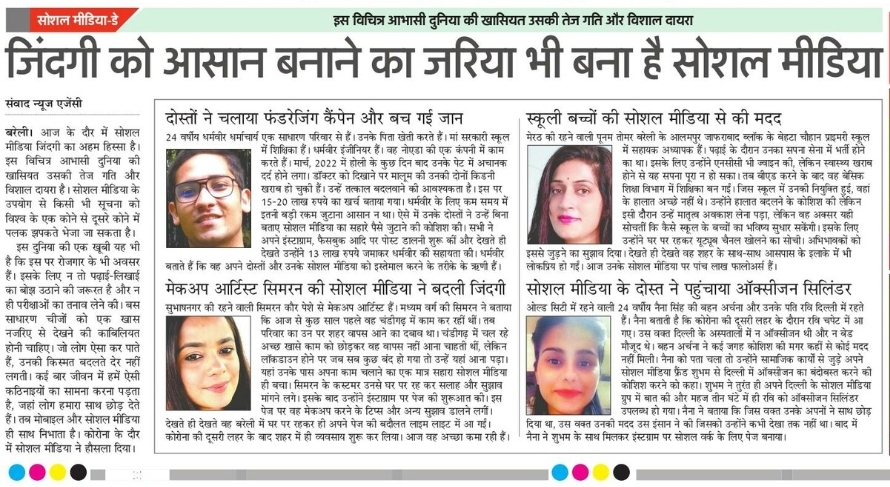 सोशल मीडिया-डे
इस विचित्र आभासी दुनिया की खासियत उसकी तेज गति और विशाल दायरा
जिंदगी को आसान बनाने का जरिया भी बना है सोशल मीडिया
संवाद न्यूज एजेंसी
बरेली। आज के दौर में सोशल
मीडिया जिंदगी का अहम हिस्सा है।
इस विचित्र आभासी दुनिया की
खासियत उसकी तेज गति और
विशाल दायरा है। सोशल मीडिया के
उपयोग से किसी भी सूचना को
विश्व के एक कोने से दूसरे कोने में
पलक झपकते भेजा जा सकता है।
इस दुनिया की एक खूबी यह भी
है कि इस पर रोजगार के भी अवसर
हैं। इसके लिए न तो पढ़ाई-लिखाई
का बोझ उठाने की जरूरत है और न
ही परीक्षाओं का तनाव लेने की। बस
साधारण चीजों को एक खास
नजरिए से देखने की काबिलियत
होनी चाहिए। जो लोग ऐसा कर पाते
हैं, उनकी किस्मत बदलते देर नहीं
लगती। कई बार जीवन में हमें ऐसी
कठिनाइयों का सामना करना पड़ता
है, जहां लोग हमारा साथ छोड़ देते
हैं। तब मोबाइल और सोशल मीडिया
ही साथ निभाता है। कोरोना के दौर
में सोशल मीडिया ने हौसला दिया।
दोस्तों ने चलाया फंडरेजिंग कैंपेन और बच गई जान
24 वर्षीय धर्मवीर धर्माचार्य एक साधारण परिवार से हैं। उनके पिता खेती करते हैं। मां सरकारी स्कूल
में शिक्षिका हैं। धर्मवीर इंजीनियर हैं। वह नोएडा की एक कंपनी में काम
करते हैं। मार्च, 2022 में होली के कुछ दिन बाद उनके पेट में अचानक
दर्द होने लगा। डॉक्टर को दिखाने पर मालूम की उनकी दोनों किडनी
खराब हो चुकी हैं। उन्हें तत्काल बदलवाने की आवश्यकता है। इस पर
15-20 लाख रुपये का खर्च बताया गया। धर्मवीर के लिए कम समय में
इतनी बड़ी रकम जुटाना आसान न था। ऐसे में उनके दोस्तों ने उन्हें बिना
बताए सोशल मीडिया का सहारे पैसे जुटाने की कोशिश की। सभी ने
अपने इंस्टाग्राम, फैसबुक आदि पर पोस्ट डालनी शुरू कीं और देखते ही
देखते उन्होंने 13 लाख रुपये जमाकर धर्मवीर की सहायता की। धर्मवीर
बताते हैं कि वह अपने दोस्तों और उनके सोशल मीडिया को इस्तेमाल करने के तरीके के ऋणी हैं।
स्कूली बच्चों की सोशल मीडिया से की मदद
मेरठ की रहने वाली पूनम तोमर बरेली के आलमपुर जाफराबाद ब्लॉक के बेहटा चौहान प्राइमरी स्कूल
में सहायक अध्यापक हैं। पढ़ाई के दौरान उनका सपना सेना में भर्ती होने
का था। इसके लिए उन्होंने एनसीसी भी ज्वाइन की, लेकिन स्वास्थ्य खराब
होने से यह सपना पूरा न हो सका। तब बीएड करने के बाद वह बेसिक
शिक्षा विभाग में शिक्षिका बन गईं। जिस स्कूल में उनकी नियुक्त हुई, वहां
के हालात अच्छे नहीं थे। उन्होंने हालात बदलने की कोशिश की लेकिन
इसी दौरान उन्हें मातृत्व अवकाश लेना पड़ा, लेकिन वह अक्सर यही
सोचतीं कि कैसे स्कूल के बच्चों का भविष्य सुधार सकेंगी। इसके लिए
उन्होंने घर पर रहकर यूट्यूब चैनल खोलने का सोची। अभिभावकों को
इससे जुड़ने का सुझाव दिया। देखते ही देखते वह शहर के साथ-साथ आसपास के इलाके में भी
लोकप्रिय हो गईं। आज उनके सोशल मीडिया पर पांच लाख फालोअर्स हैं।
मेकअप आर्टिस्ट सिमरन की सोशल मीडिया ने बदली जिंदगी
सुभाषनगर की रहने वाली सिमरन कौर पेशे से मेकअप आर्टिस्ट हैं। मध्यम वर्ग की सिमरन ने बताया
कि आज से कुछ साल पहले वह चंडीगढ़ में काम कर रही थीं। तब
परिवार का उन पर शहर वापस आने का दबाव था। चंडीगढ़ में चल रहे
अच्छे खासे काम को छोड़कर वह वापस नहीं आना चाहती थीं, लेकिन
लॉकडाउन होने पर जब सब कुछ बंद हो गया तो उन्हें यहां आना पड़ा।
यहां उनके पास अपना काम चलाने का एक मात्र सहारा सोशल मीडिया
ही बचा। सिमरन के कस्टमर उनसे घर पर रह कर सलाह और सुझाव
मांगने लगे। इसके बाद उन्होंने इंस्टाग्राम पर पेज की शुरूआत की। इस
पेज पर वह मेकअप करने के टिप्स और अन्य सुझाव डालने लगीं।
देखते ही देखते वह बरेली में घर पर रहकर ही अपने पेज की बदौलत लाइम लाइट में आ गईं।
कोरोना की दूसरी लहर के बाद शहर में ही व्यवसाय शुरू कर लिया। आज वह अच्छा कमा रही हैं।
सोशल मीडिया के दोस्त ने पहुंचाया ऑक्सीजन सिलिंडर
ओल्ड सिटी में रहने वाली 24 वर्षीय नैना सिंह की बहन अर्चना और उनके पति रवि दिल्ली में रहते
हैं। नैना बताती हैं कि कोरोना की दूसरी लहर के दौरान रवि चपेट में आ
गए। उस वक्त दिल्ली के अस्पतालों में न ऑक्सीजन थी और न बेड
मौजूद थे। बहन अर्चना ने कई जगह कोशिश की मगर कहीं से कोई मदद
नहीं मिली। नैना को पता चला तो उन्होंने सामाजिक कार्यों से जुड़े अपने
सोशल मीडिया फ्रैंड शुभम से दिल्ली में ऑक्सीजन का बंदोबस्त करने की
कोशिश करने को कहा। शुभम ने तुरंत ही अपने दिल्ली के सोशल मीडिया
ग्रुप में बात की और महज तीन घंटे में ही रवि को ऑक्सीजन सिलिंडर
उपलब्ध हो गया। नैना ने बताया कि जिस वक्त उनके अपनों ने साथ छोड़
दिया था, उस वक्त उनकी मदद उस इंसान ने की जिसको उन्होंने कभी देखा तक नहीं था। बाद में
नैना ने शुभम के साथ मिलकर इंस्टग्राम पर सोशल वर्क के लिए पेज बनाया।